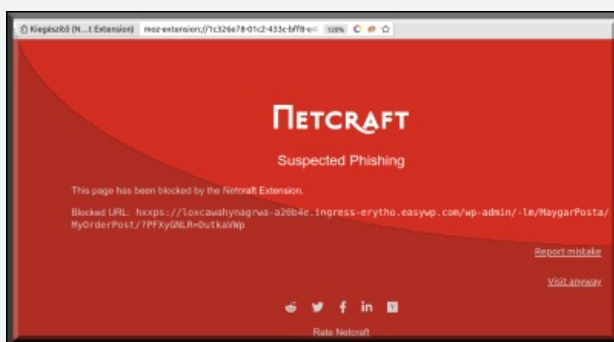 Kiegészítő (N...t Extension) moz-extension://1c326e78-01c2-433c-bff8-e4 120%
NETCRAFT
Suspected Phishing
This page has been blocked by the Netcraft Extension.
Blocked URL: hxxps://loxcawahynagrwa-a20b4e.ingress-erytho.easywp.com/wp-admin/-lm/MaygarPosta/
MyOrderPost/?PFXyGNLR=OutkaVWp
Report mistake
Visit anyway
Rate Netcraft